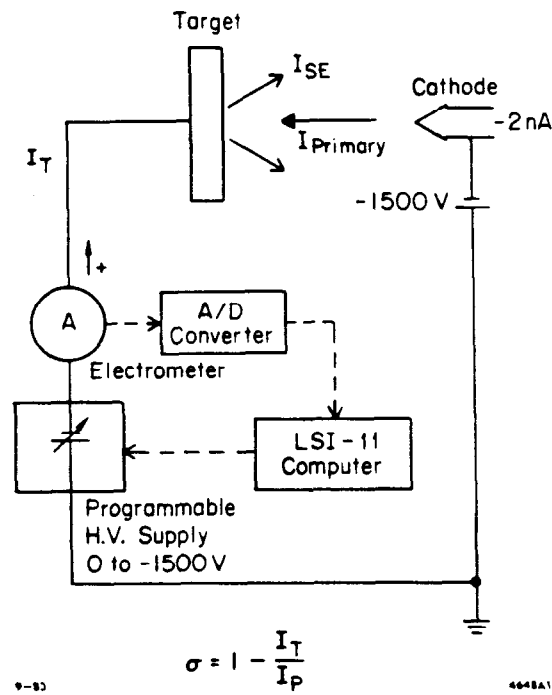 Target
I_SE
Cathode
-2nA
I_Primary
I_T
-1500 V
+
A
A/D
Converter
Electrometer
LSI-11
Computer
Programmable
H.V. Supply
0 to -1500 V
σ = 1 - I_T/I_P
9-83
4648A1